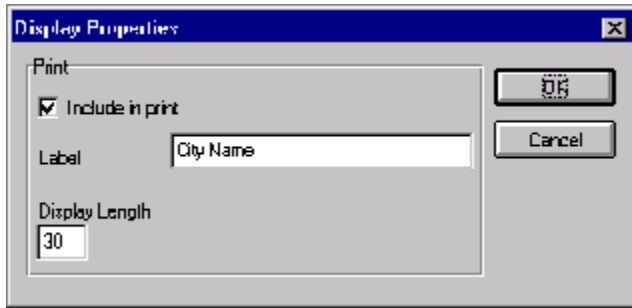 Display Properties
Print
Include in print
OK
Label
City Name
Cancel
Display Length
30